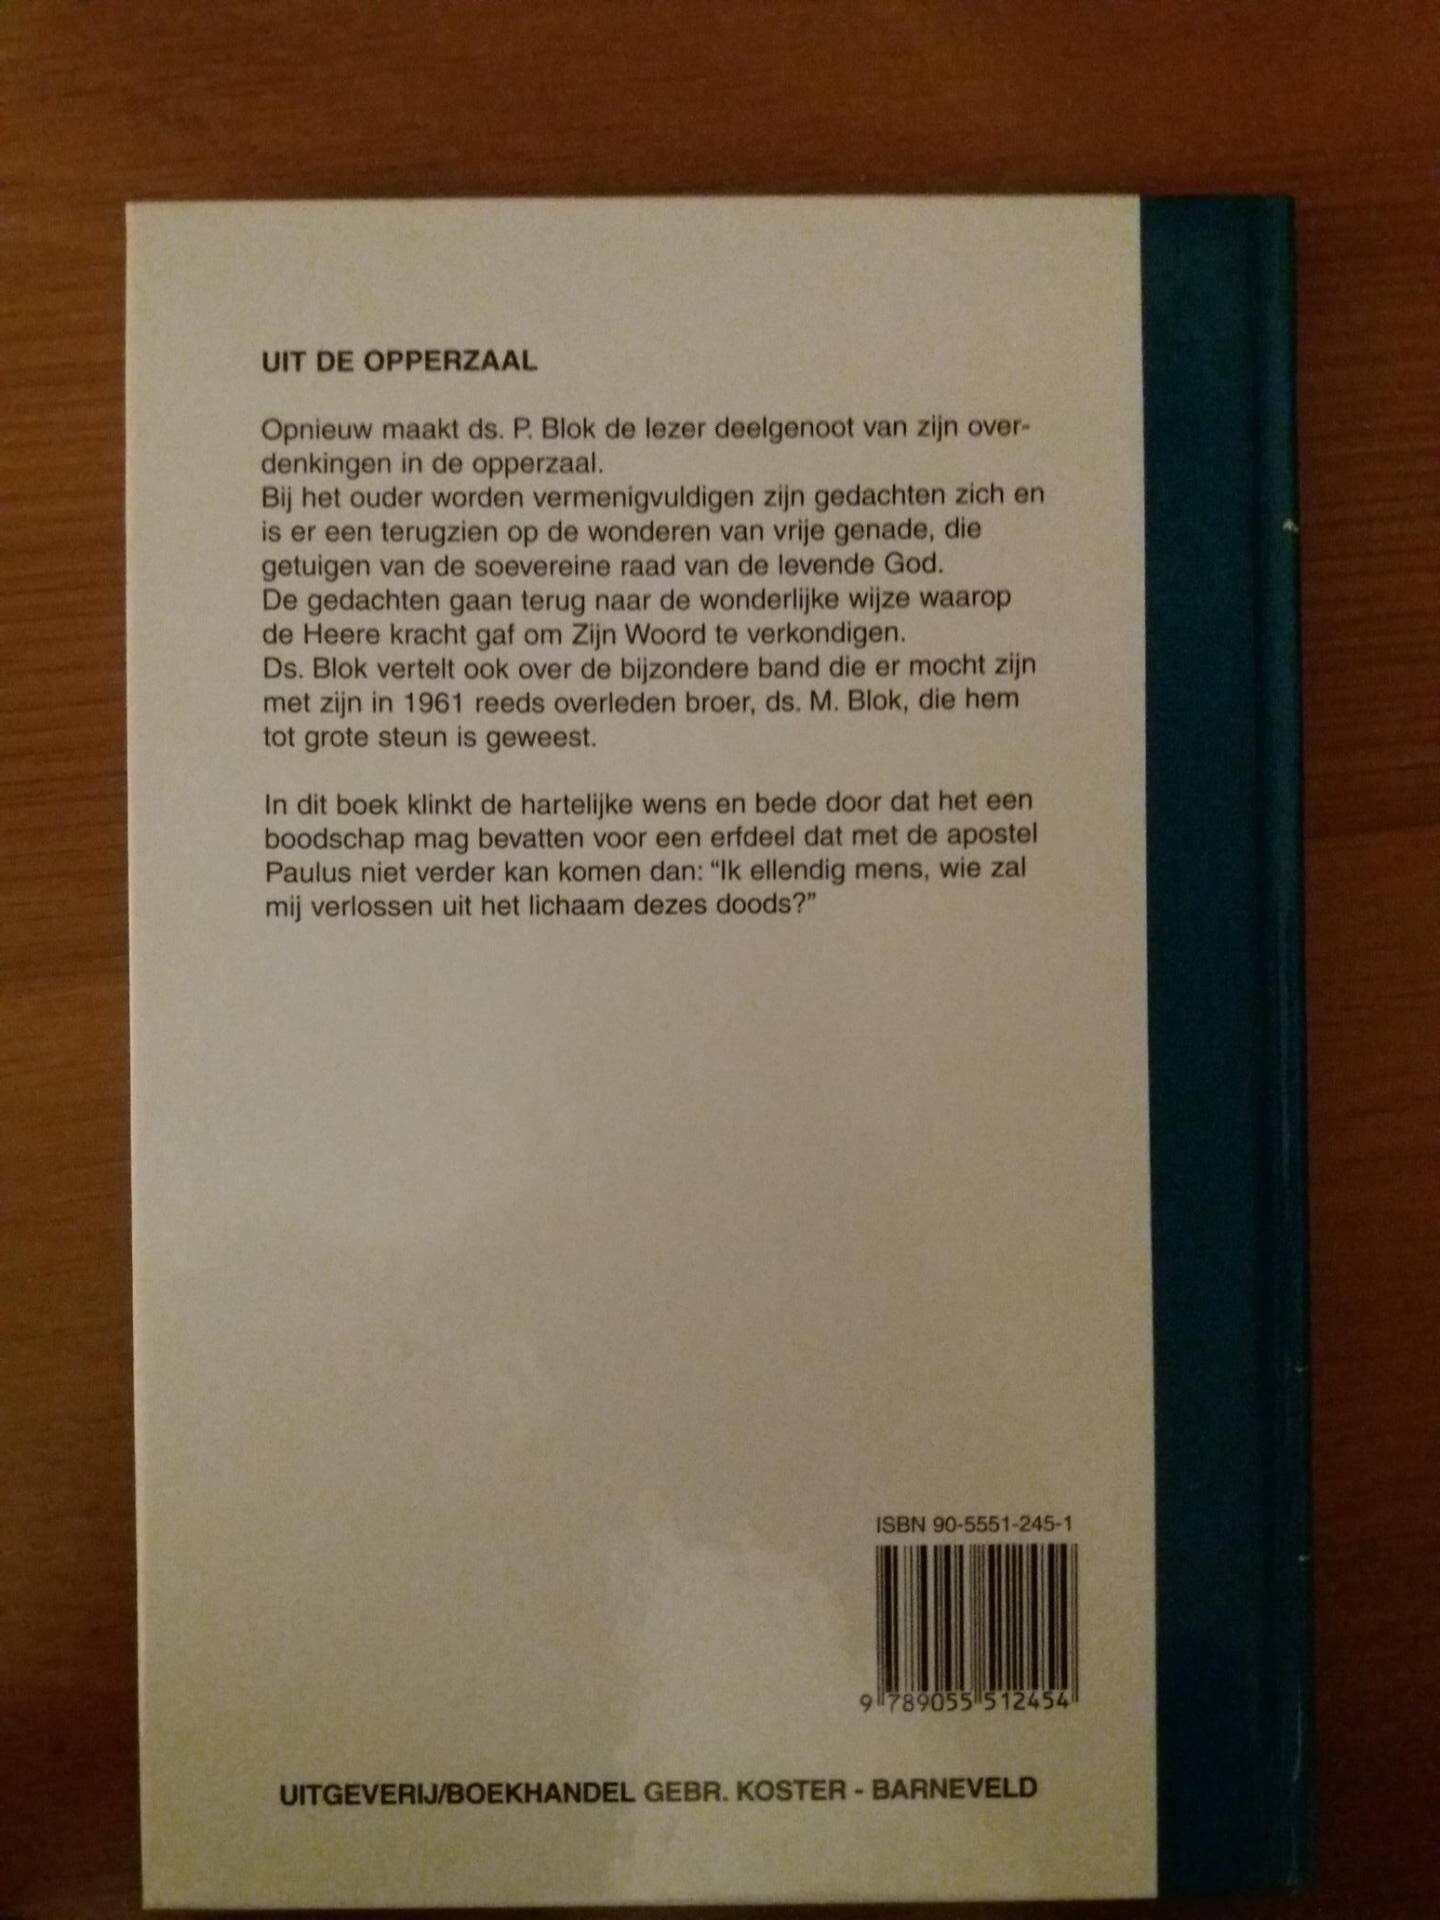 UIT DE OPPERZAAL
Opnieuw maakt ds. P. Blok de lezer deelgenoot van zijn over-
denkingen in de opperzaal.
Bij het ouder worden vermenigvuldigen zijn gedachten zich en
is er een terugzien op de wonderen van vrije genade, die
getuigen van de soevereine raad van de levende God.
De gedachten gaan terug naar de wonderlijke wijze waarop
de Heere kracht gaf om Zijn Woord te verkondigen.
Ds. Blok vertelt ook over de bijzondere band die er mocht zijn
met zijn in 1961 reeds overleden broer, ds. M. Blok, die hem
tot grote steun is geweest.
In dit boek klinkt de hartelijke wens en bede door dat het een
boodschap mag bevatten voor een erfdeel dat met de apostel
Paulus niet verder kan komen dan: “Ik ellendig mens, wie zal
mij verlossen uit het lichaam dezes doods?”
ISBN 90-5551-245-1
9 789055 512454
UITGEVERIJ/BOEKHANDEL GEBR. KOSTER - BARNEVELD